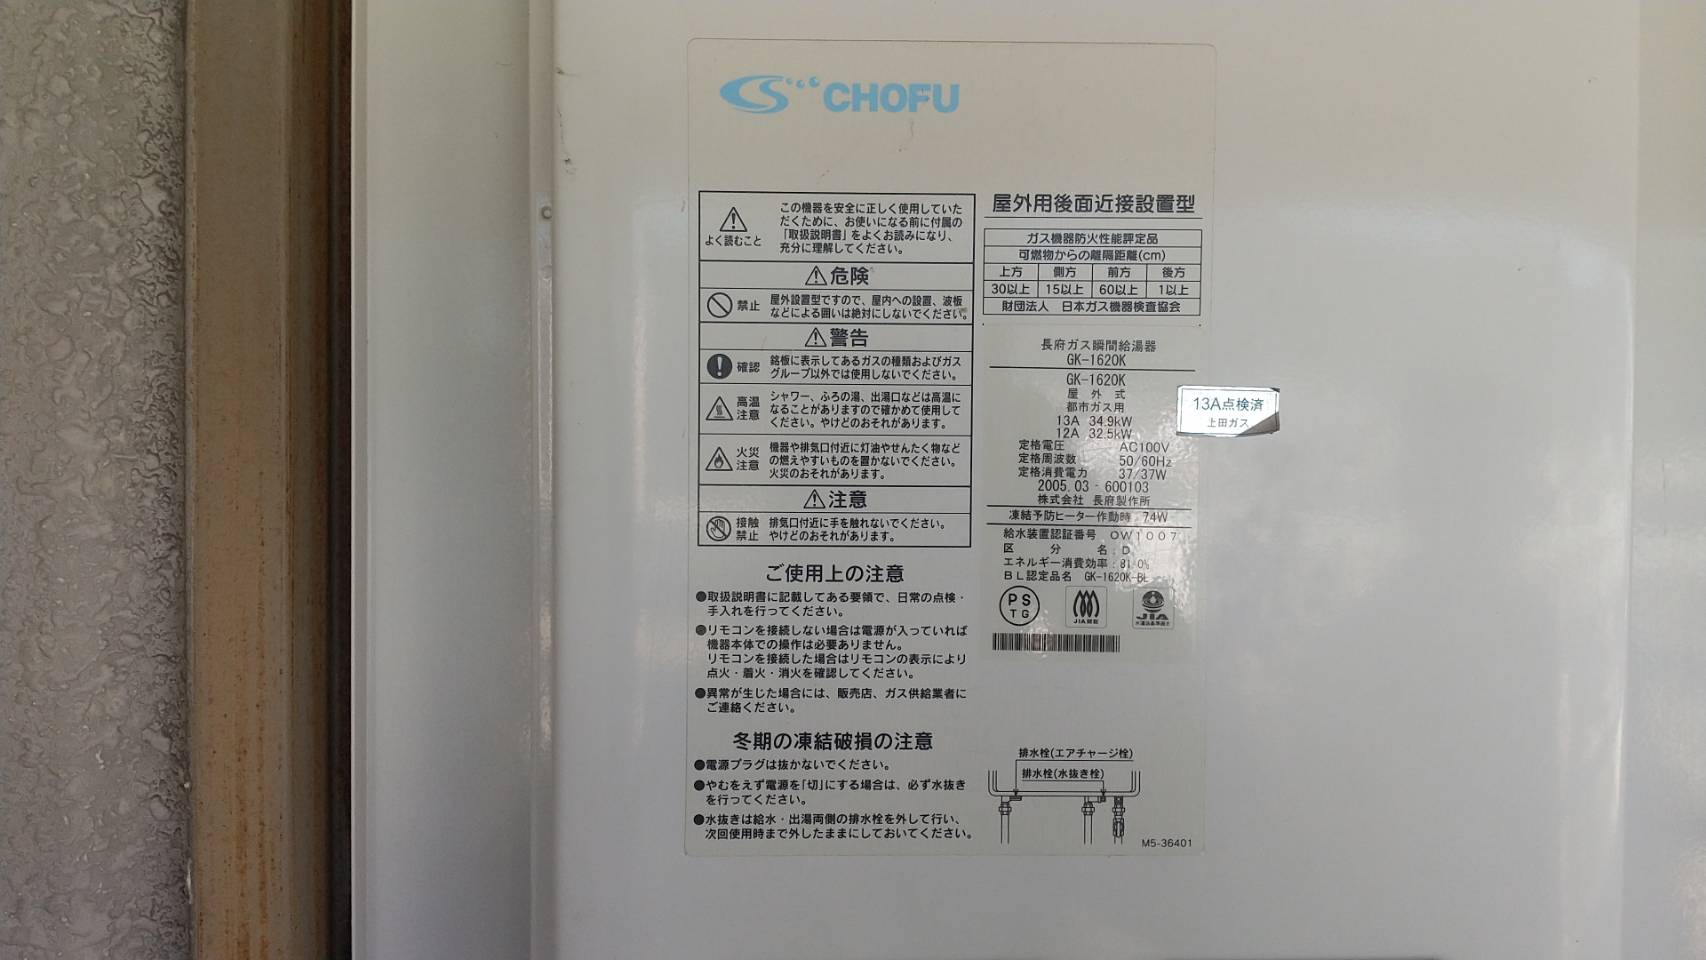 CHOFU
この機器を安全に正しく使用していた
だくために、お使いになる前に付属の
「取扱説明書」をよくお読みになり、
充分に理解してください。
よく読むこと
危険
禁止
屋外設置型ですので、屋内への設置、波板
などによる囲いは絶対にしないでください。
警告
確認
銘板に表示してあるガスの種類およびガス
グループ以外では使用しないでください。
高温
注意
シャワー、ふろの湯、出湯口などは高温に
なることがありますので確かめて使用して
ください。やけどのおそれがあります。
火災
注意
機器や排気口付近に灯油やせんたく物など
の燃えやすいものを置かないでください。
火災のおそれがあります。
注意
接触
禁止
排気口付近に手を触れないでください。
やけどのおそれがあります。
ご使用上の注意
●取扱説明書に記載してある要領で、日常の点検・
手入れを行ってください。
●リモコンを接続しない場合は電源が入っていれば
機器本体での操作は必要ありません。
リモコンを接続した場合はリモコンの表示により
点火・着火・消火を確認してください。
●異常が生じた場合には、販売店、ガス供給業者に
ご連絡ください。
冬期の凍結破損の注意
●電源プラグは抜かないでください。
●やむをえず電源を「切」にする場合は、必ず水抜き
を行ってください。
●水抜きは給水・出湯両側の排水栓を外して行い、
次回使用時まで外したままにしておいてください。
屋外用後面近接設置型
ガス機器防火性能評定品
可燃物からの離隔距離(cm)
上方 側方 前方 後方
30以上 15以上 60以上 1以上
財団法人 日本ガス機器検査協会
長府ガス瞬間給湯器
GK-1620K
GK-1620K
屋外式
都市ガス用
13A 34.9kW
12A 32.5kW
定格電圧 AC100V
定格周波数 50/60Hz
定格消費電力 37/37W
2005.03-600103
株式会社 長府製作所
凍結予防ヒーター作動時 74W
給水装置認証番号 OW1007
区分名:D
エネルギー消費効率:81.0%
BL認定品名 GK-1620K-BL
PS
TG
JIA認証
JIA
13A点検済
上田ガス
排水栓(エアチャージ栓)
排水栓(水抜き栓)
M5-36401